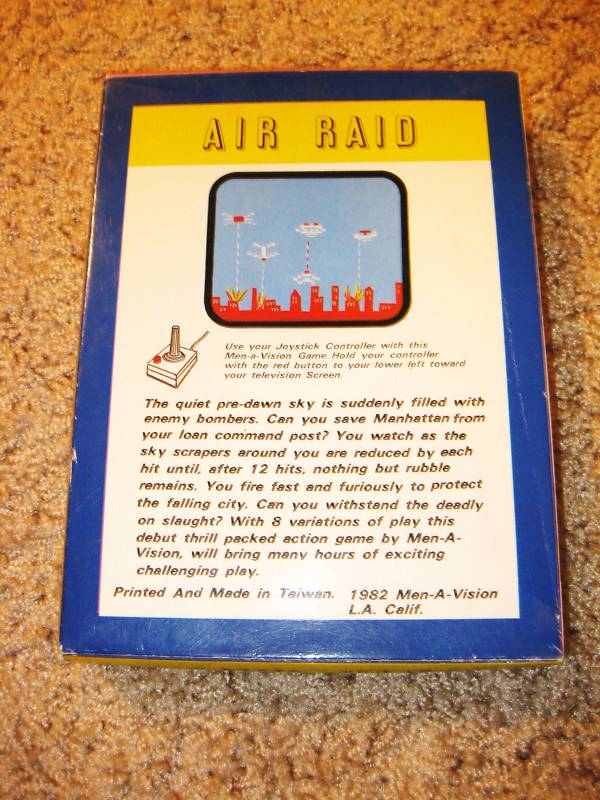 AIR RAID
Use your Joystick Controller with this
Men-a-Vision Game. Hold your controller
with the red button to your lower left toward
your television Screen.
The quiet pre-dawn sky is suddenly filled with
enemy bombers. Can you save Manhattan from
your loan command post? You watch as the
sky scrapers around you are reduced by each
hit until, after 12 hits, nothing but rubble
remains. You fire fast and furiously to protect
the falling city. Can you withstand the deadly
on slaught? With 8 variations of play this
debut thrill packed action game by Men-A-
Vision, will bring many hours of exciting
challenging play.
Printed And Made in Taiwan. 1982 Men-A-Vision
L.A. Calif.